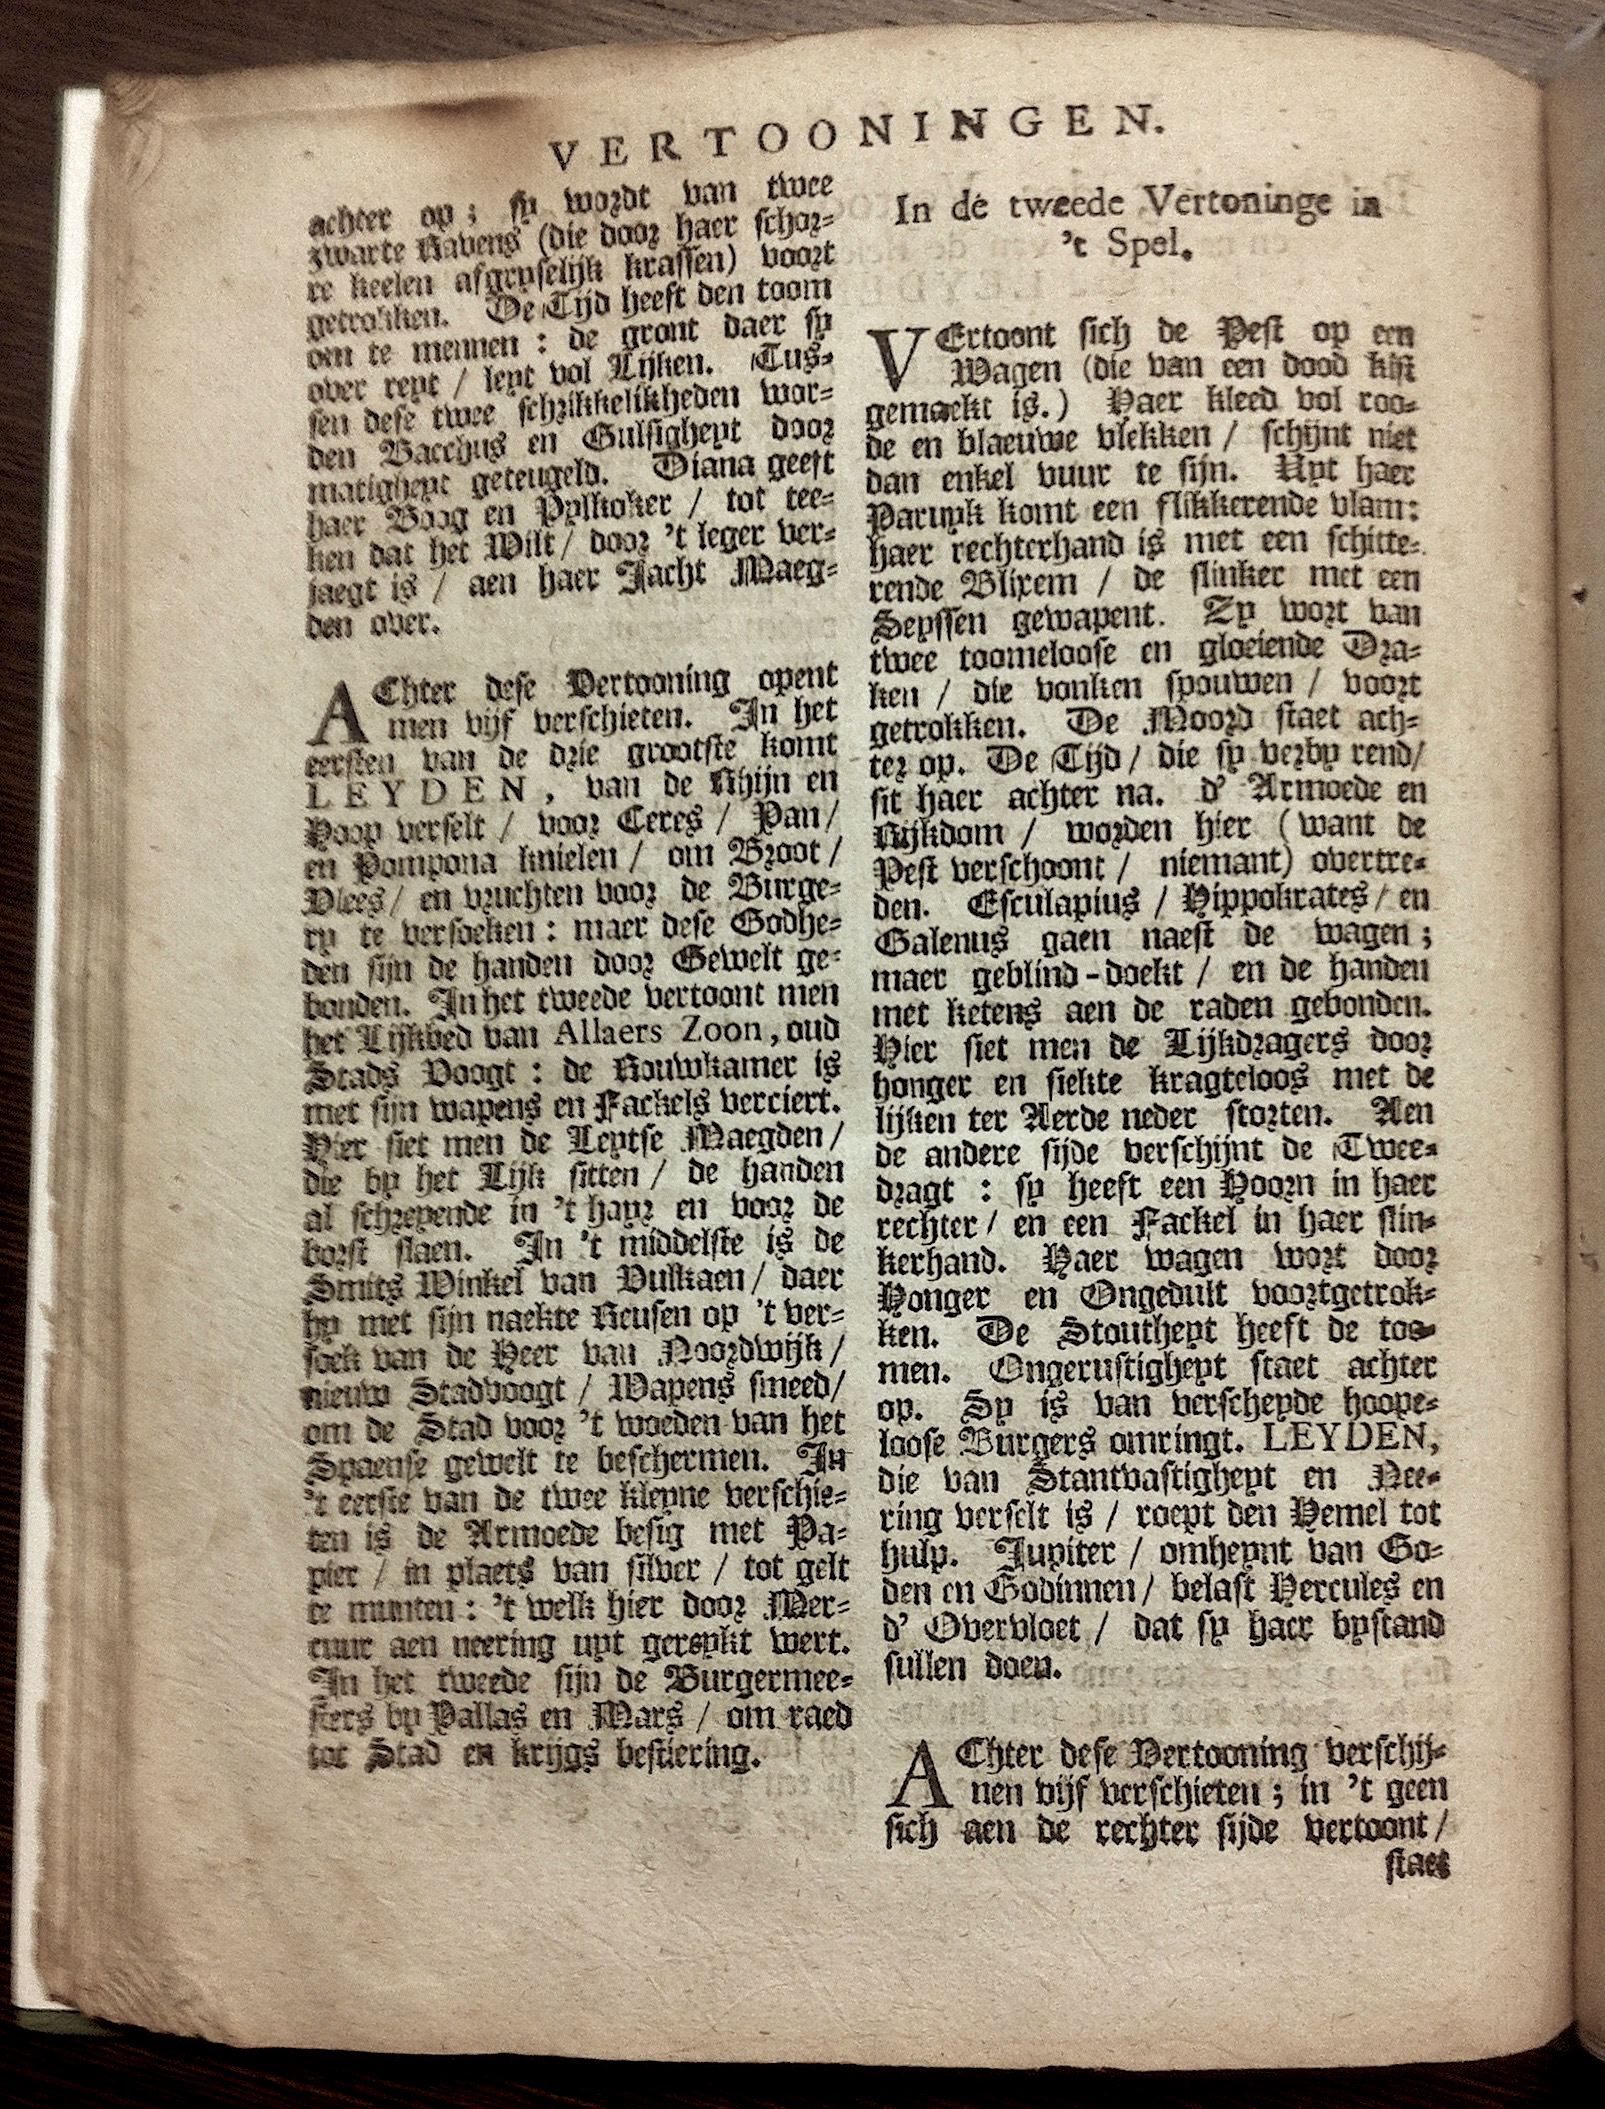 VERTOONINGEN.
achter op; sy wordt van twee
zwarte Ravens (die door haer schor-
re keelen afgryselijk krassen) voort
getrokken. De Tijd heeft den toom
om te mennen: de gront daer sy
over reyt / leyt vol Lijken. Tus-
sen dese twee schrikkelikheden wor-
den Bacchus en Gulsigheyt door
matigheyt geteugeld. Diana geeft
haer Boog en Pylkoker / tot tee-
ken dat het Wilt / door 't leger ver-
jaegt is / aen haer Jacht Maeg-
den over.
AChter dese Vertooning opent
men vijf verschieten. In het
eersten van de drie grootste komt
LEYDEN, van de Rhijn en
Hoop verselt / voor Ceres / Pan /
en Pompona knielen / om Broot /
Vlees / en vruchten voor de Burge-
ry te versoeken: maer dese Godhe-
den sijn de handen door Gewelt ge-
bonden. In het tweede vertoont men
het Lijkbed van Allaers Zoon, oud
Stads Voogt: de Rouwkamer is
met sijn wapens en Fackels verciert.
Hier siet men de Leytse Maegden /
die by het Lijk sitten / de handen
al schreyende in 't hayr en voor de
borst slaen. In 't middelste is de
Smits Winkel van Vulkaen / daer
hy met sijn naekte Reusen op 't ver-
soek van de Heer van Noordwijk /
nieuw Stadvoogt / Wapens smeed /
om de Stad voor 't woeden van het
Spaense gewelt te beschermen. In
't eerste van de twee kleyne verschie-
ten is de Armoede besig met Pa-
pier / in plaets van silver / tot gelt
te munten: 't welk hier door Mer-
cuur aen neering uyt gereykt wert.
In het tweede sijn de Burgermee-
sters by Pallas en Mars / om raed
tot Stad en krijgs bestiering.
In de tweede Vertoninge in
't Spel.
VErtoont sich de Pest op een
Wagen (die van een dood kist
gemaekt is.) Haer kleed vol roo-
de en blaeuwe vlekken / schijnt niet
dan enkel vuur te sijn. Uyt haer
Paruyk komt een flikkerende vlam:
haer rechterhand is met een schitte-
rende Blixem / de slinker met een
Seyssen gewapent. Zy wort van
twee toomeloose en gloeiende Dra-
ken / die vonken spouwen / voort
getrokken. De Moord staet ach-
ter op. De Tijd / die sy verby rend /
sit haer achter na. d' Armoede en
Rijkdom / worden hier (want de
Pest verschoont / niemant) overtre-
den. Esculapius / Hippokrates / en
Galenus gaen naest de wagen;
maer geblind-doekt / en de handen
met ketens aen de raden gebonden.
Hier siet men de Lijkdragers door
honger en siekte kragteloos met de
lijken ter Aerde neder storten. Aen
de andere sijde verschijnt de Twee-
dragt: sy heeft een Hoorn in haer
rechter / en een Fackel in haer slin-
kerhand. Haer wagen wort door
Honger en Ongedult voortgetrok-
ken. De Stoutheyt heeft de too-
men. Ongerustigheyt staet achter
op. Sy is van verscheyde hoope-
loose Burgers omringt. LEYDEN,
die van Stantvastigheyt en Nee-
ring verselt is / roept den Hemel tot
hulp. Jupiter / omheynt van Go-
den en Godinnen / belast Hercules en
d' Overvloet / dat sy haer bystand
sullen doen.
AChter dese Vertooning verschij-
nen vijf verschieten; in 't geen
sich aen de rechter sijde vertoont /
staet